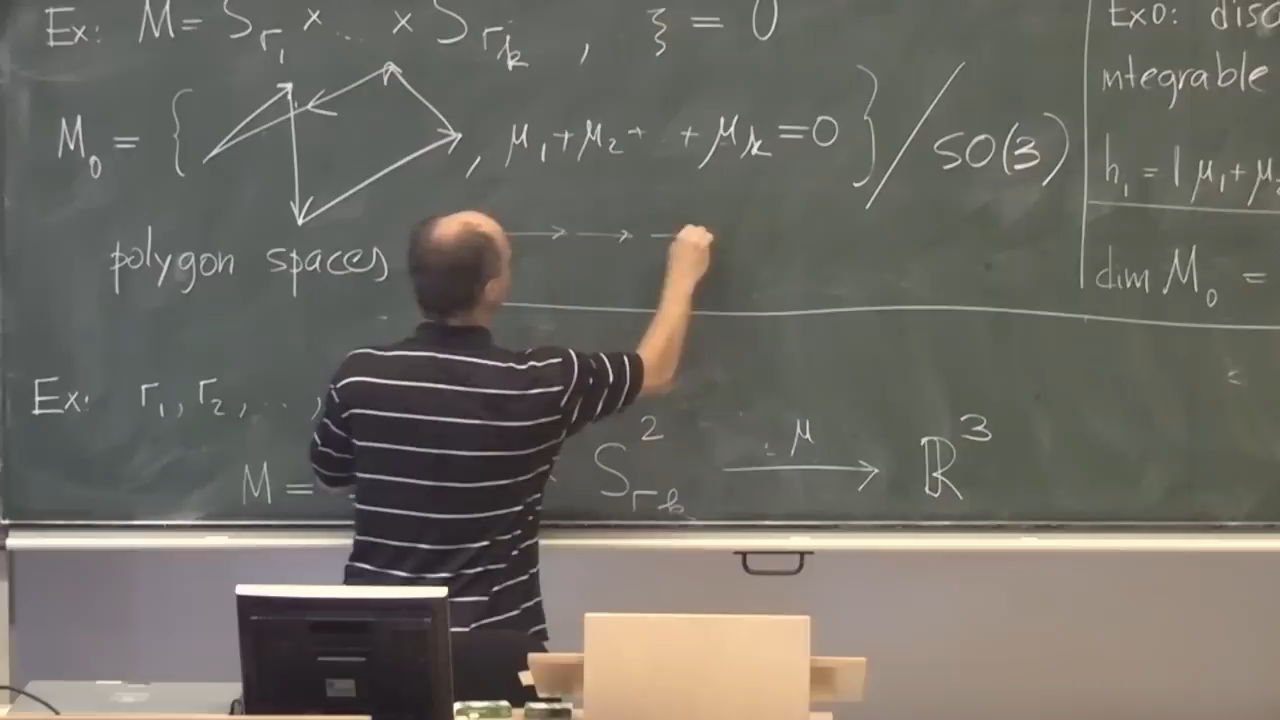 Ex: M = S_{r_1} × ... × S_{r_k} , ξ = 0
M_0 = { , μ_1 + μ_2 + + μ_k = 0 } / SO(3)
polygon spaces
Ex: r_1, r_2, ... ,
M = S^2_{r_k} μ → ℝ^3
Ex0:
integrable
h_1 = | μ_1 + μ_2
dim M_0 =